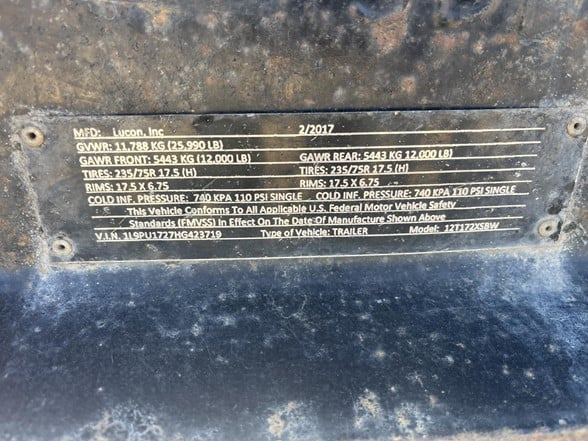 MFD: Lucon, Inc 2/2017
GVWR: 11,788 KG (25,990 LB)
GAWR FRONT: 5443 KG (12,000 LB) GAWR REAR: 5443 KG 12,000 LB)
TIRES: 235/75R 17.5 (H) TIRES: 235/75R 17.5 (H)
RIMS: 17.5 X 6.75 RIMS: 17.5 X 6.75
COLD INF. PRESSURE: 740 KPA 110 PSI SINGLE COLD INF. PRESSURE: 740 KPA 110 PSI SINGLE
This Vehicle Conforms To All Applicable U.S. Federal Motor Vehicle Safety
Standards (FMVSS) In Effect On The Date Of Manufacture Shown Above
V.I.N. 1L9PU1727HG423719 Type of Vehicle: TRAILER Model: 12T172XSBW